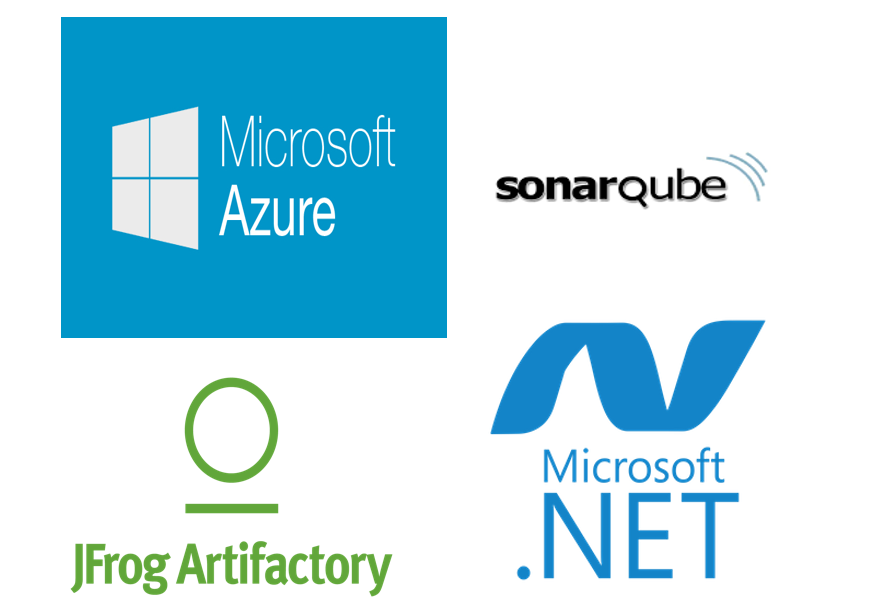 Microsoft
Azure
sonarqube
JFrog Artifactory
Microsoft
.NET